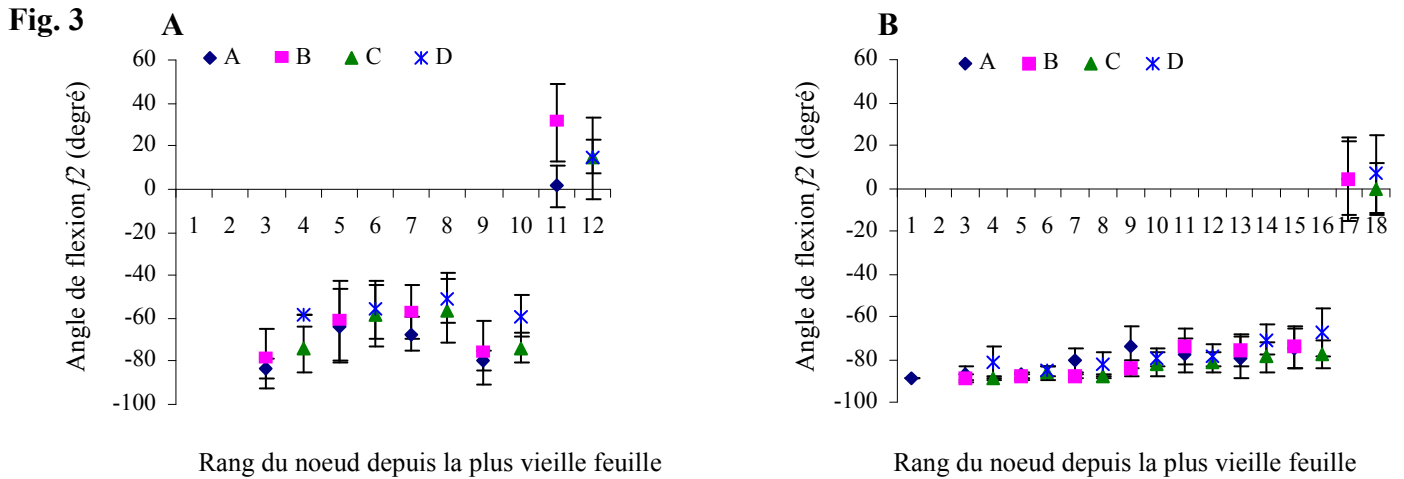 Fig. 3
A
A B C D
Angle de flexion f2 (degré)
60
40
20
0
-20
-40
-60
-80
-100
1 2 3 4 5 6 7 8 9 10 11 12
Rang du noeud depuis la plus vieille feuille
B
A B C D
Angle de flexion f2 (degré)
60
40
20
0
-20
-40
-60
-80
-100
1 2 3 4 5 6 7 8 9 10 11 12 13 14 15 16 17 18
Rang du noeud depuis la plus vieille feuille